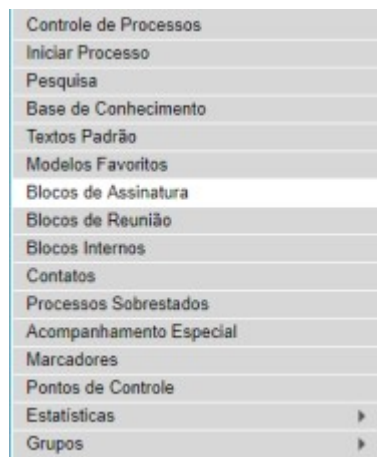 Controle de Processos
Iniciar Processo
Pesquisa
Base de Conhecimento
Textos Padrão
Modelos Favoritos
Blocos de Assinatura
Blocos de Reunião
Blocos Internos
Contatos
Processos Sobrestados
Acompanhamento Especial
Marcadores
Pontos de Controle
Estatísticas
Grupos